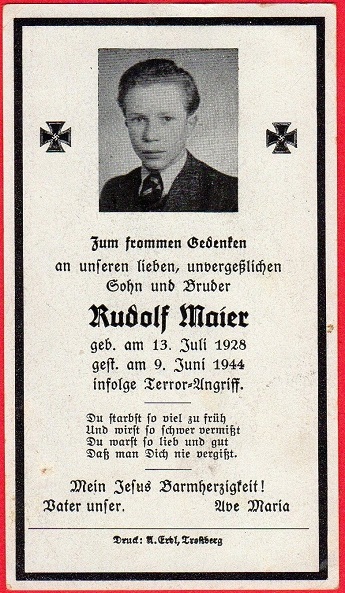 Zum frommen Gedenken
an unseren lieben, unvergeßlichen
Sohn und Bruder
Rudolf Maier
geb. am 13. Juli 1928
gest. am 9. Juni 1944
infolge Terror-Angriff.
Du starbst so viel zu früh
Und wirst so schwer vermißt
Du warst so lieb und gut
Daß man Dich nie vergißt.
Mein Jesus Barmherzigkeit!
Vater unser. Ave Maria
Druck: A. Erdl, Trostberg